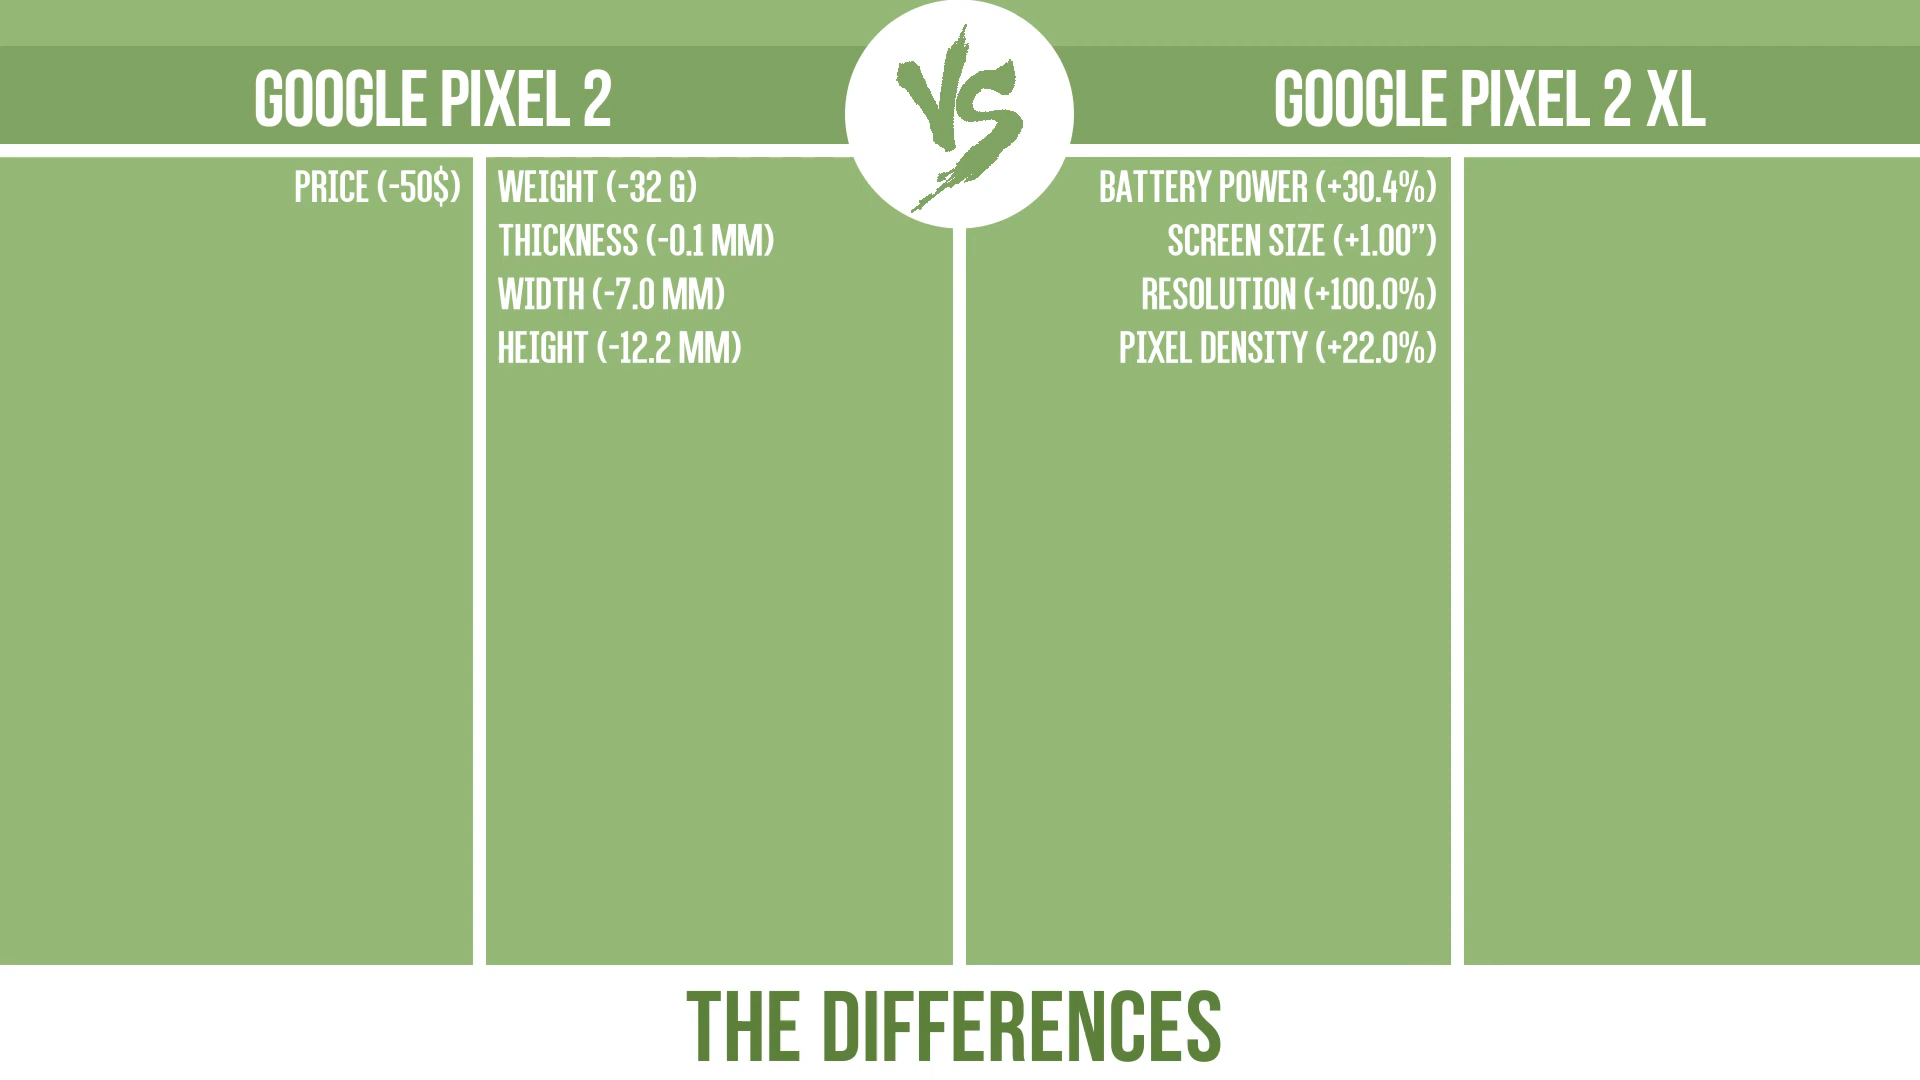 GOOGLE PIXEL 2
VS
GOOGLE PIXEL 2 XL
PRICE (-50$)
WEIGHT (-32 G)
THICKNESS (-0.1 MM)
WIDTH (-7.0 MM)
HEIGHT (-12.2 MM)
BATTERY POWER (+30.4%)
SCREEN SIZE (+1.00”)
RESOLUTION (+100.0%)
PIXEL DENSITY (+22.0%)
THE DIFFERENCES